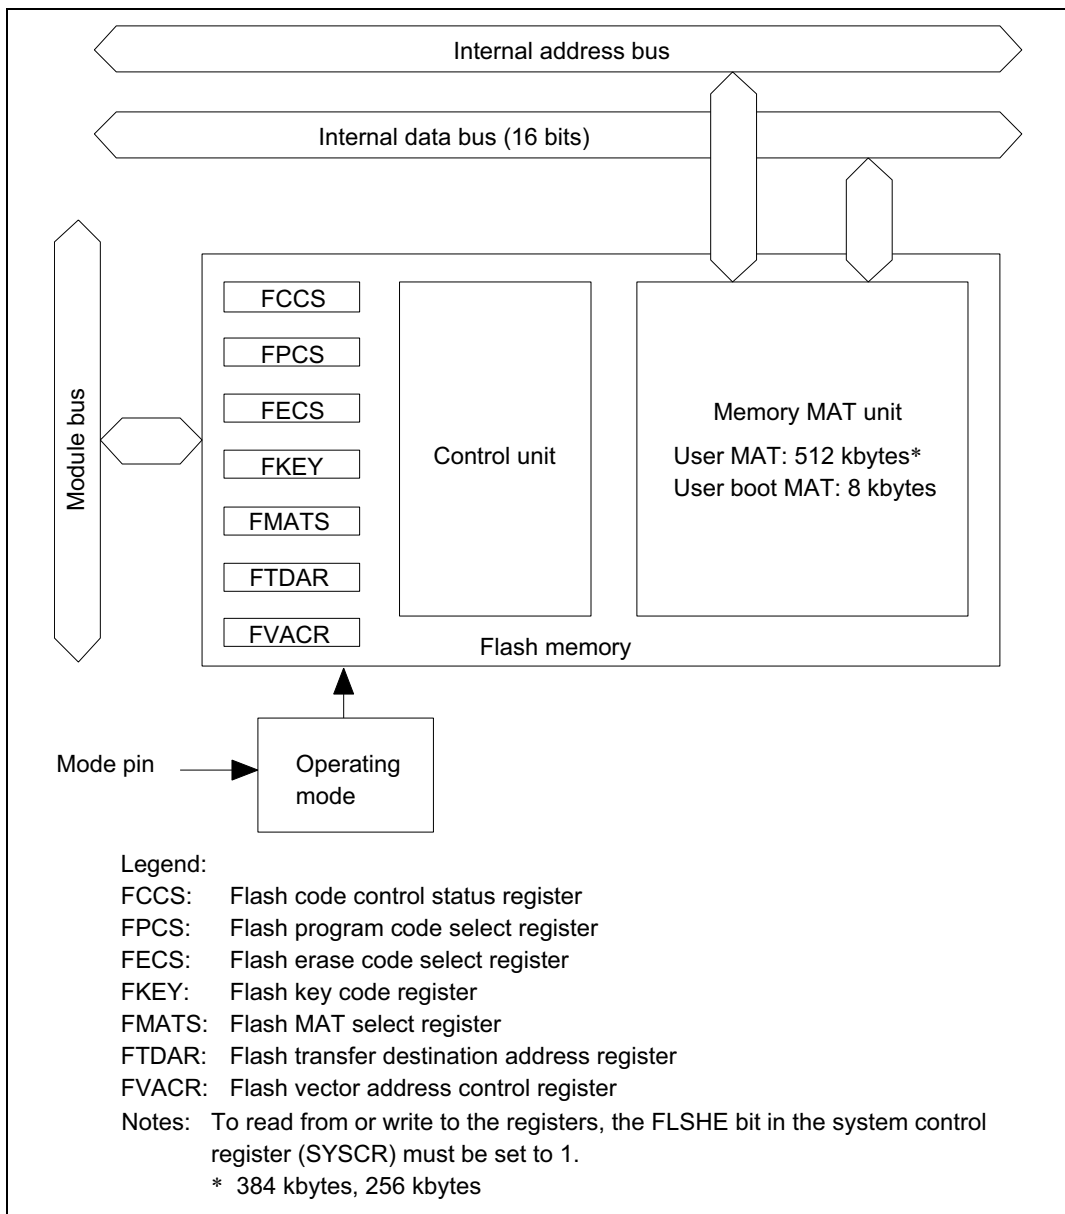 Internal address bus
Internal data bus (16 bits)
Module bus
FCCS
FPCS
FECS
FKEY
FMATS
FTDAR
FVACR
Control unit
Memory MAT unit
User MAT: 512 kbytes*
User boot MAT: 8 kbytes
Flash memory
Mode pin
Operating
mode
Legend:
FCCS: Flash code control status register
FPCS: Flash program code select register
FECS: Flash erase code select register
FKEY: Flash key code register
FMATS: Flash MAT select register
FTDAR: Flash transfer destination address register
FVACR: Flash vector address control register
Notes: To read from or write to the registers, the FLSHE bit in the system control
register (SYSCR) must be set to 1.
* 384 kbytes, 256 kbytes